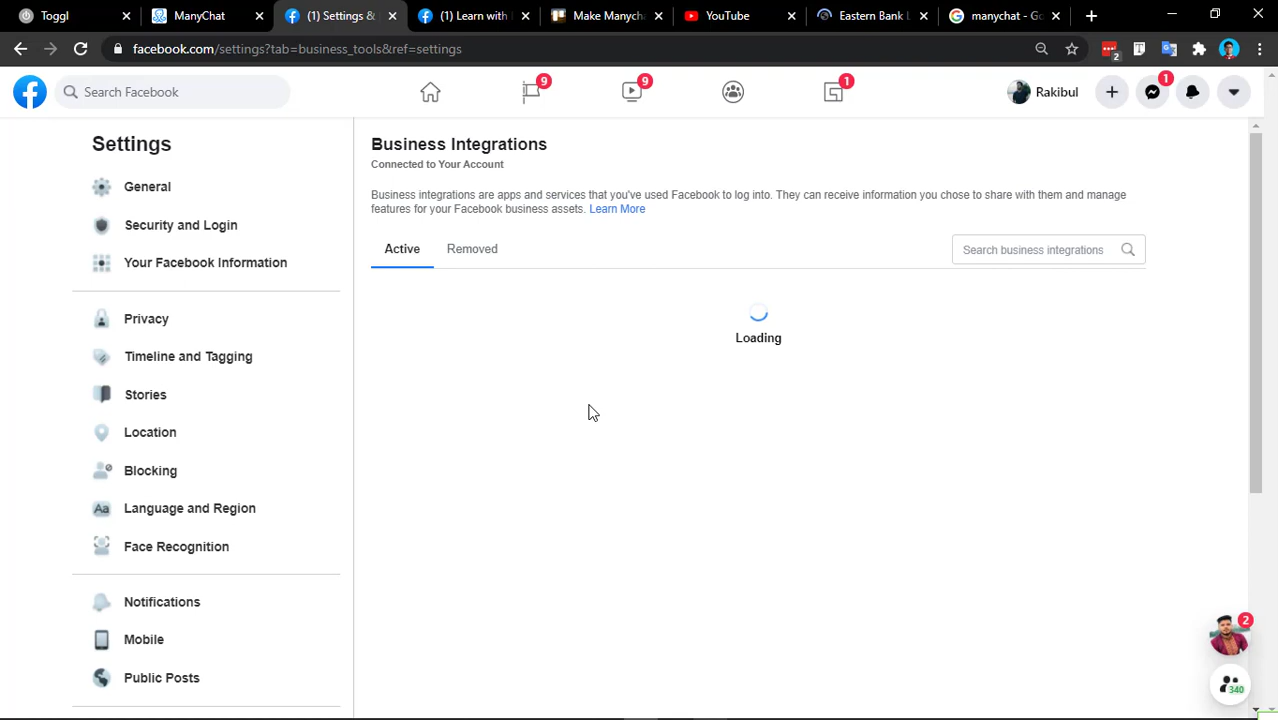 Toggl
ManyChat
(1) Settings &
(1) Learn with
Make Manych
YouTube
Eastern Bank L
manychat - Go
facebook.com/settings?tab=business_tools&ref=settings
2
Search Facebook
9
9
1
Rakibul
1
Settings
General
Security and Login
Your Facebook Information
Privacy
Timeline and Tagging
Stories
Location
Blocking
Language and Region
Aa
Face Recognition
Notifications
Mobile
Public Posts
Business Integrations
Connected to Your Account
Business integrations are apps and services that you've used Facebook to log into. They can receive information you chose to share with them and manage
features for your Facebook business assets. Learn More
Active
Removed
Search business integrations
Loading
2
340